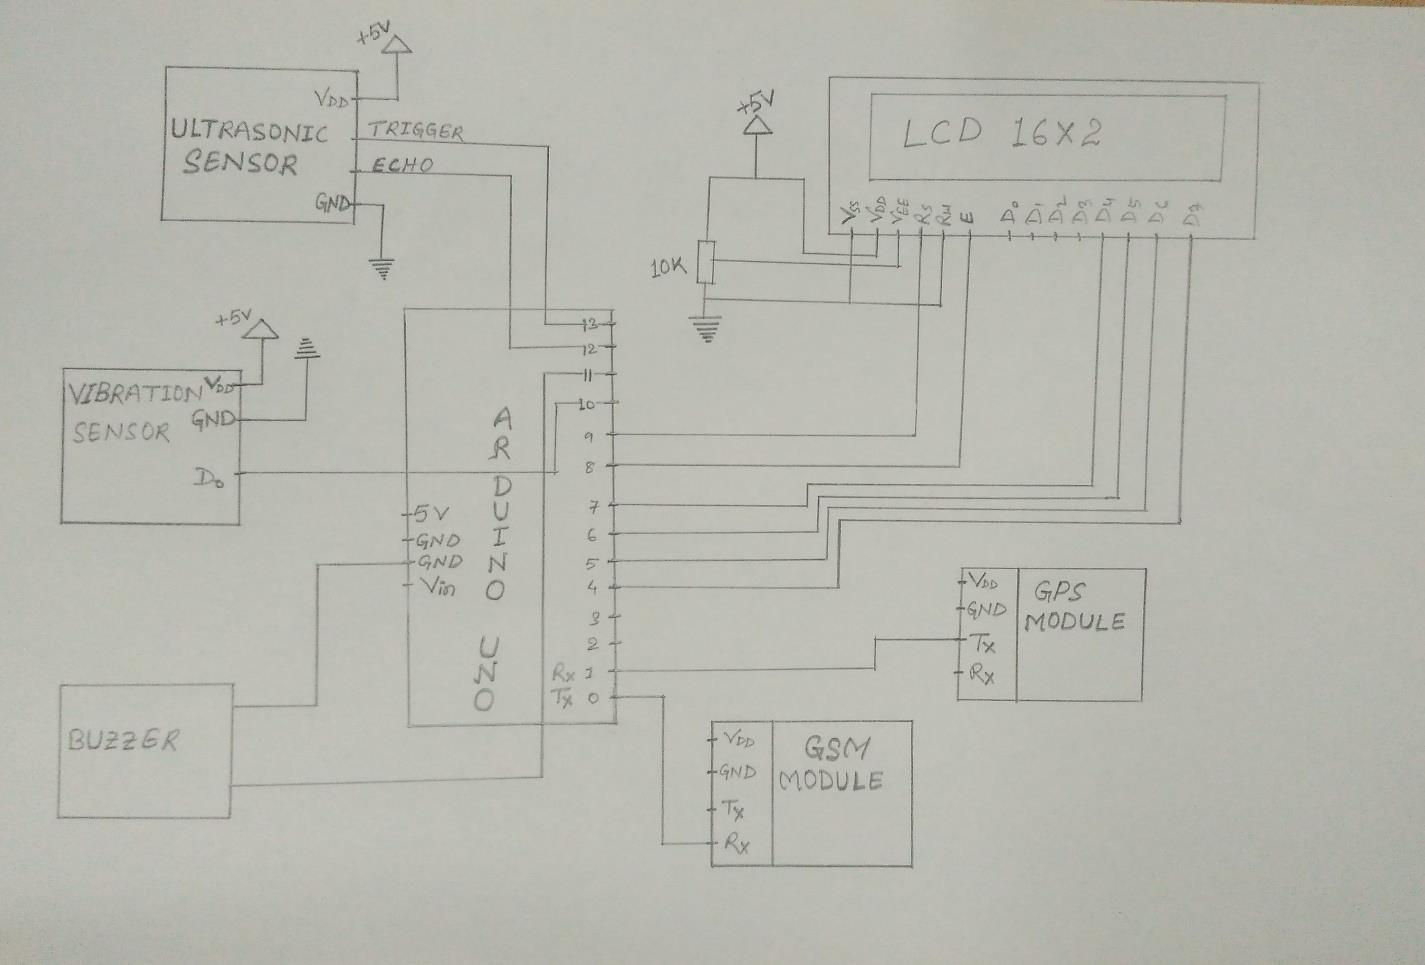 +5V
VDD
ULTRASONIC
SENSOR
TRIGGER
ECHO
GND
+5V
LCD 16X2
VSS VDD VEE RS RW E D0 D1 D2 D3 D4 D5 D6 D7
10K
+5V
VIBRATION VDD
GND
SENSOR
D0
ARDUINO UNO
13
12
11
10
9
8
7
6
5
4
3
2
Rx 1
Tx 0
5V
GND
GND
Vin
BUZZER
VDD
GND
Tx
Rx
GPS
MODULE
VDD
GND
Tx
Rx
GSM
MODULE